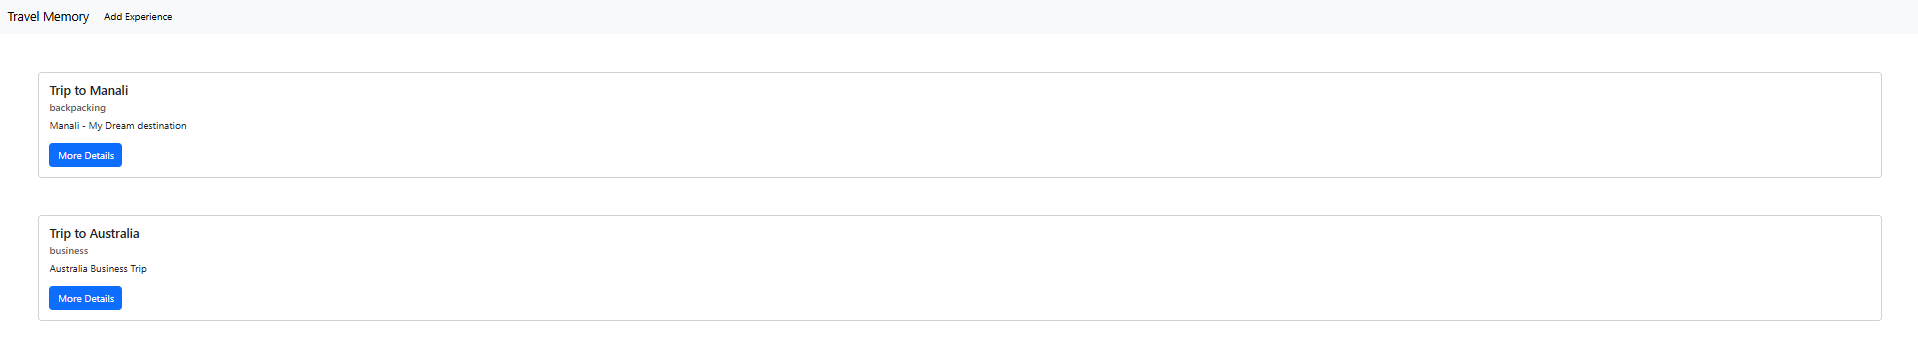 Travel Memory Add Experience
Trip to Manali
backpacking
Manali - My Dream destination
More Details
Trip to Australia
business
Australia Business Trip
More Details